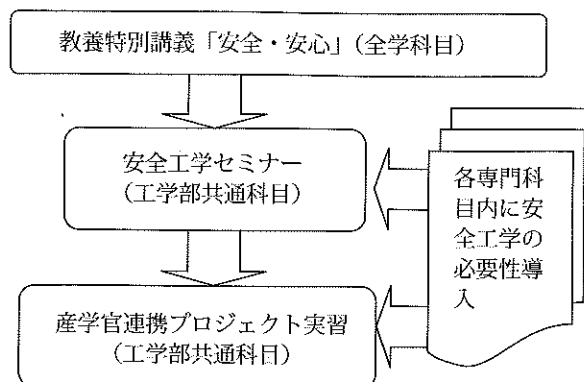 教養特別講義「安全・安心」（全学科目）
安全工学セミナー
（工学部共通科目）
各専門科
目内に安
全工学の
必要性導
入
産学官連携プロジェクト実習
（工学部共通科目）